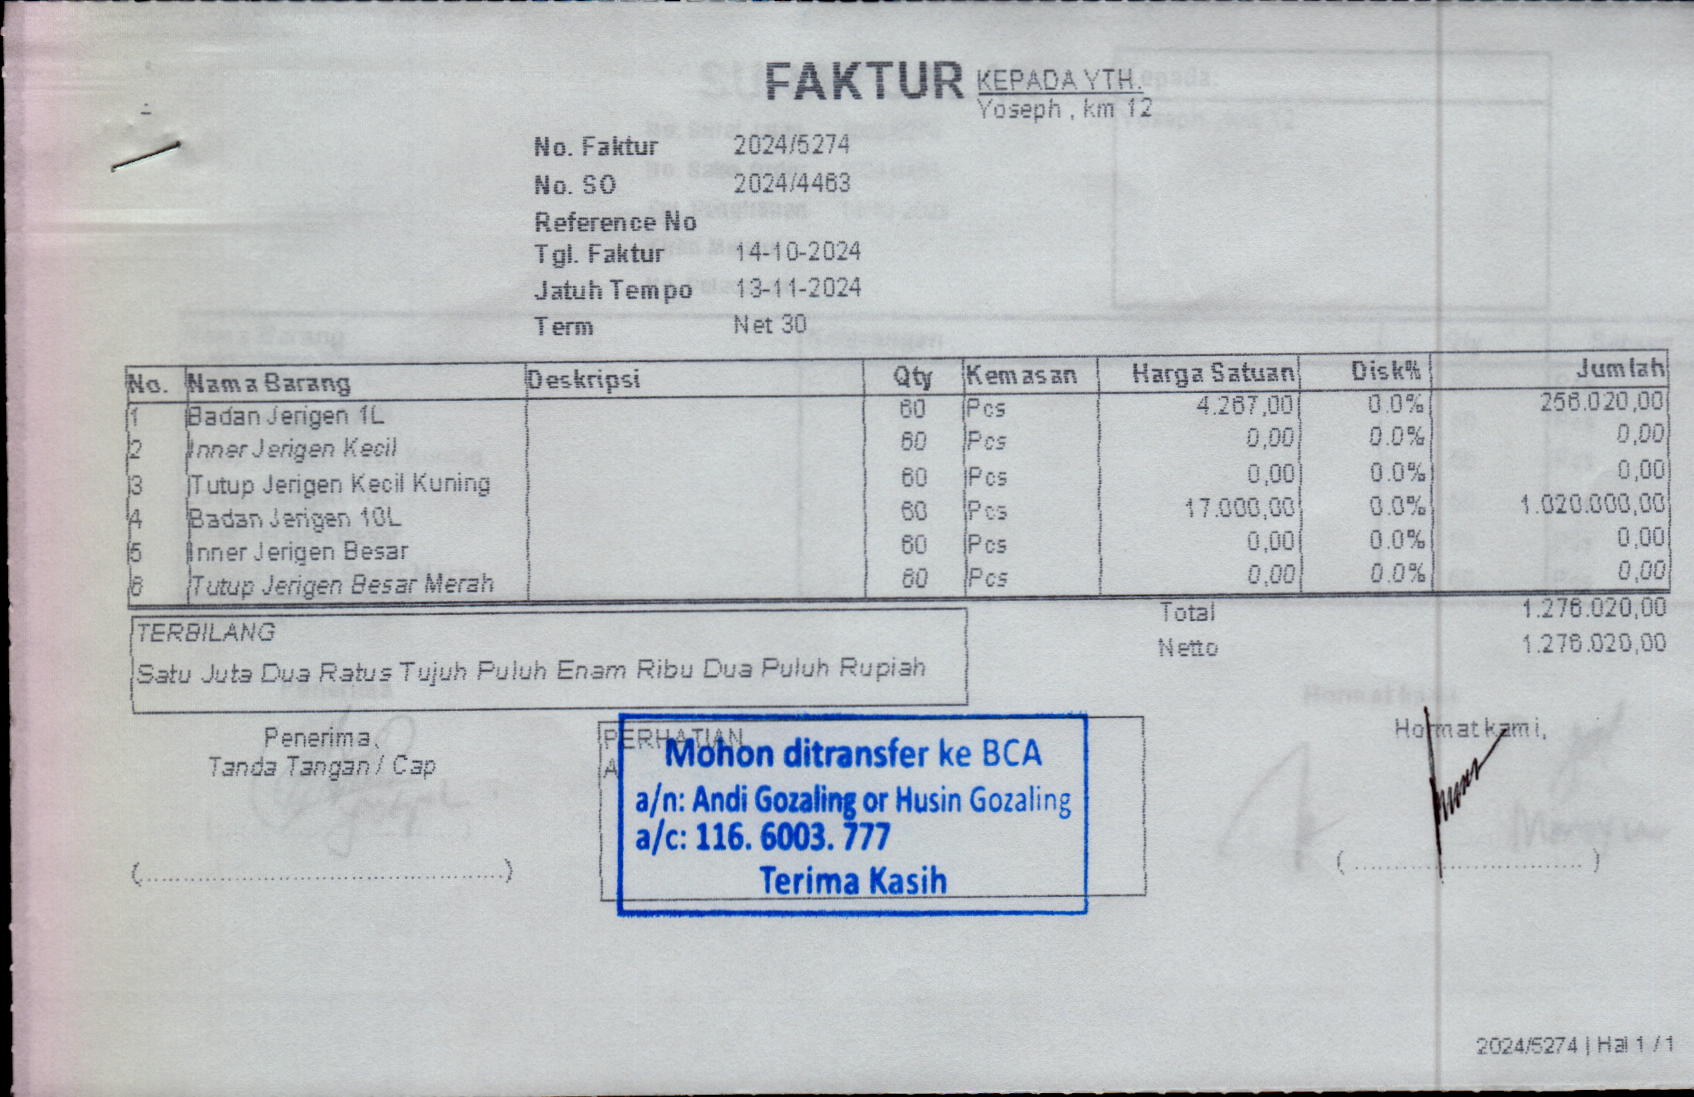 FAKTUR
KEPADA YTH.
Yoseph , km 12
No. Faktur 2024/5274
No. SO 2024/4463
Reference No
Tgl. Faktur 14-10-2024
Jatuh Tempo 13-11-2024
Term Net 30
No. Nama Barang Deskripsi Qty Kemasan Harga Satuan Disk% Jumlah
1 Badan Jerigen 1L 60 Pcs 4.267,00 0.0% 256.020,00
2 Inner Jerigen Kecil 60 Pcs 0,00 0.0% 0,00
3 Tutup Jerigen Kecil Kuning 60 Pcs 0,00 0.0% 0,00
4 Badan Jerigen 10L 60 Pcs 17.000,00 0.0% 1.020.000,00
5 Inner Jerigen Besar 60 Pcs 0,00 0.0% 0,00
6 Tutup Jerigen Besar Merah 60 Pcs 0,00 0.0% 0,00
Total 1.276.020,00
Netto 1.276.020,00
TERBILANG
Satu Juta Dua Ratus Tujuh Puluh Enam Ribu Dua Puluh Rupiah
Penerima,
Tanda Tangan / Cap
PERHATIAN
Mohon ditransfer ke BCA
a/n: Andi Gozaling or Husin Gozaling
a/c: 116. 6003. 777
Terima Kasih
Hormat kami,
2024/5274 | Hal 1 / 1